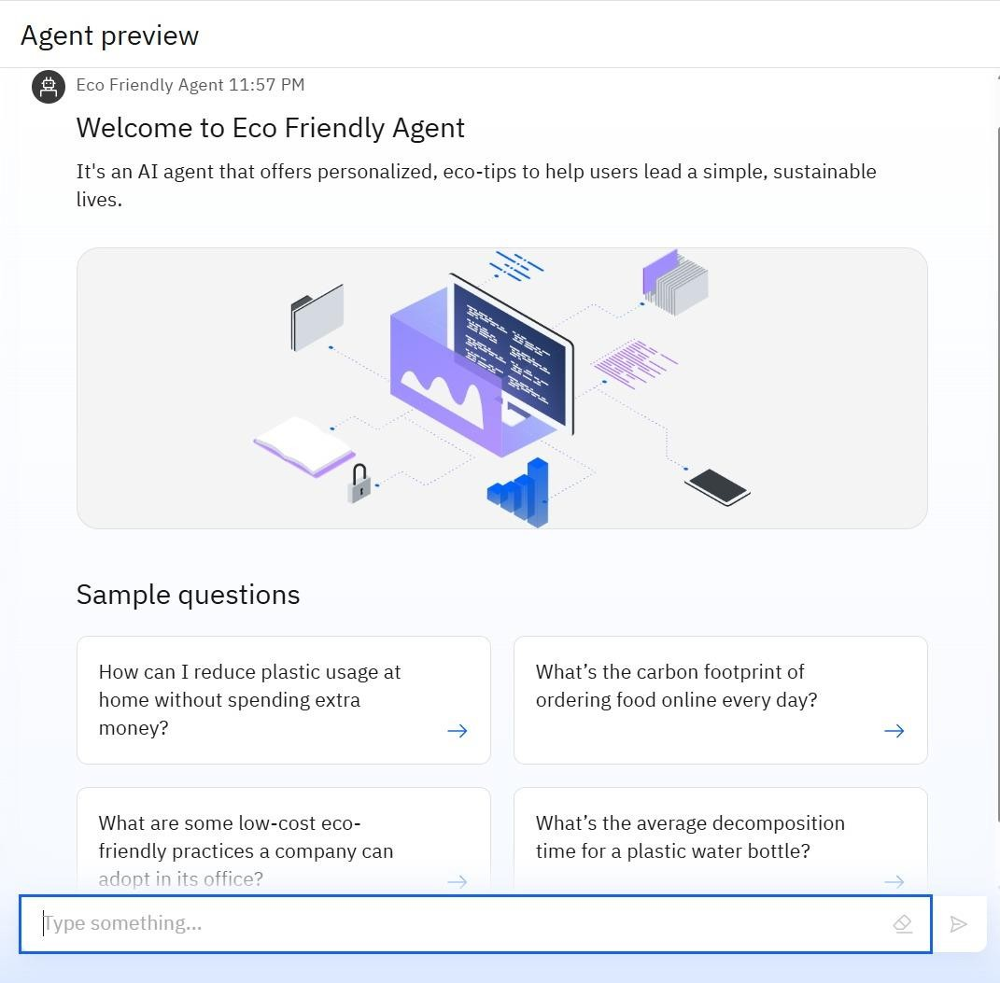 Agent preview
Eco Friendly Agent 11:57 PM
Welcome to Eco Friendly Agent
It's an AI agent that offers personalized, eco-tips to help users lead a simple, sustainable
lives.
Sample questions
How can I reduce plastic usage at
home without spending extra
money?
What’s the carbon footprint of
ordering food online every day?
What are some low-cost eco-
friendly practices a company can
adopt in its office?
What’s the average decomposition
time for a plastic water bottle?
Type something...